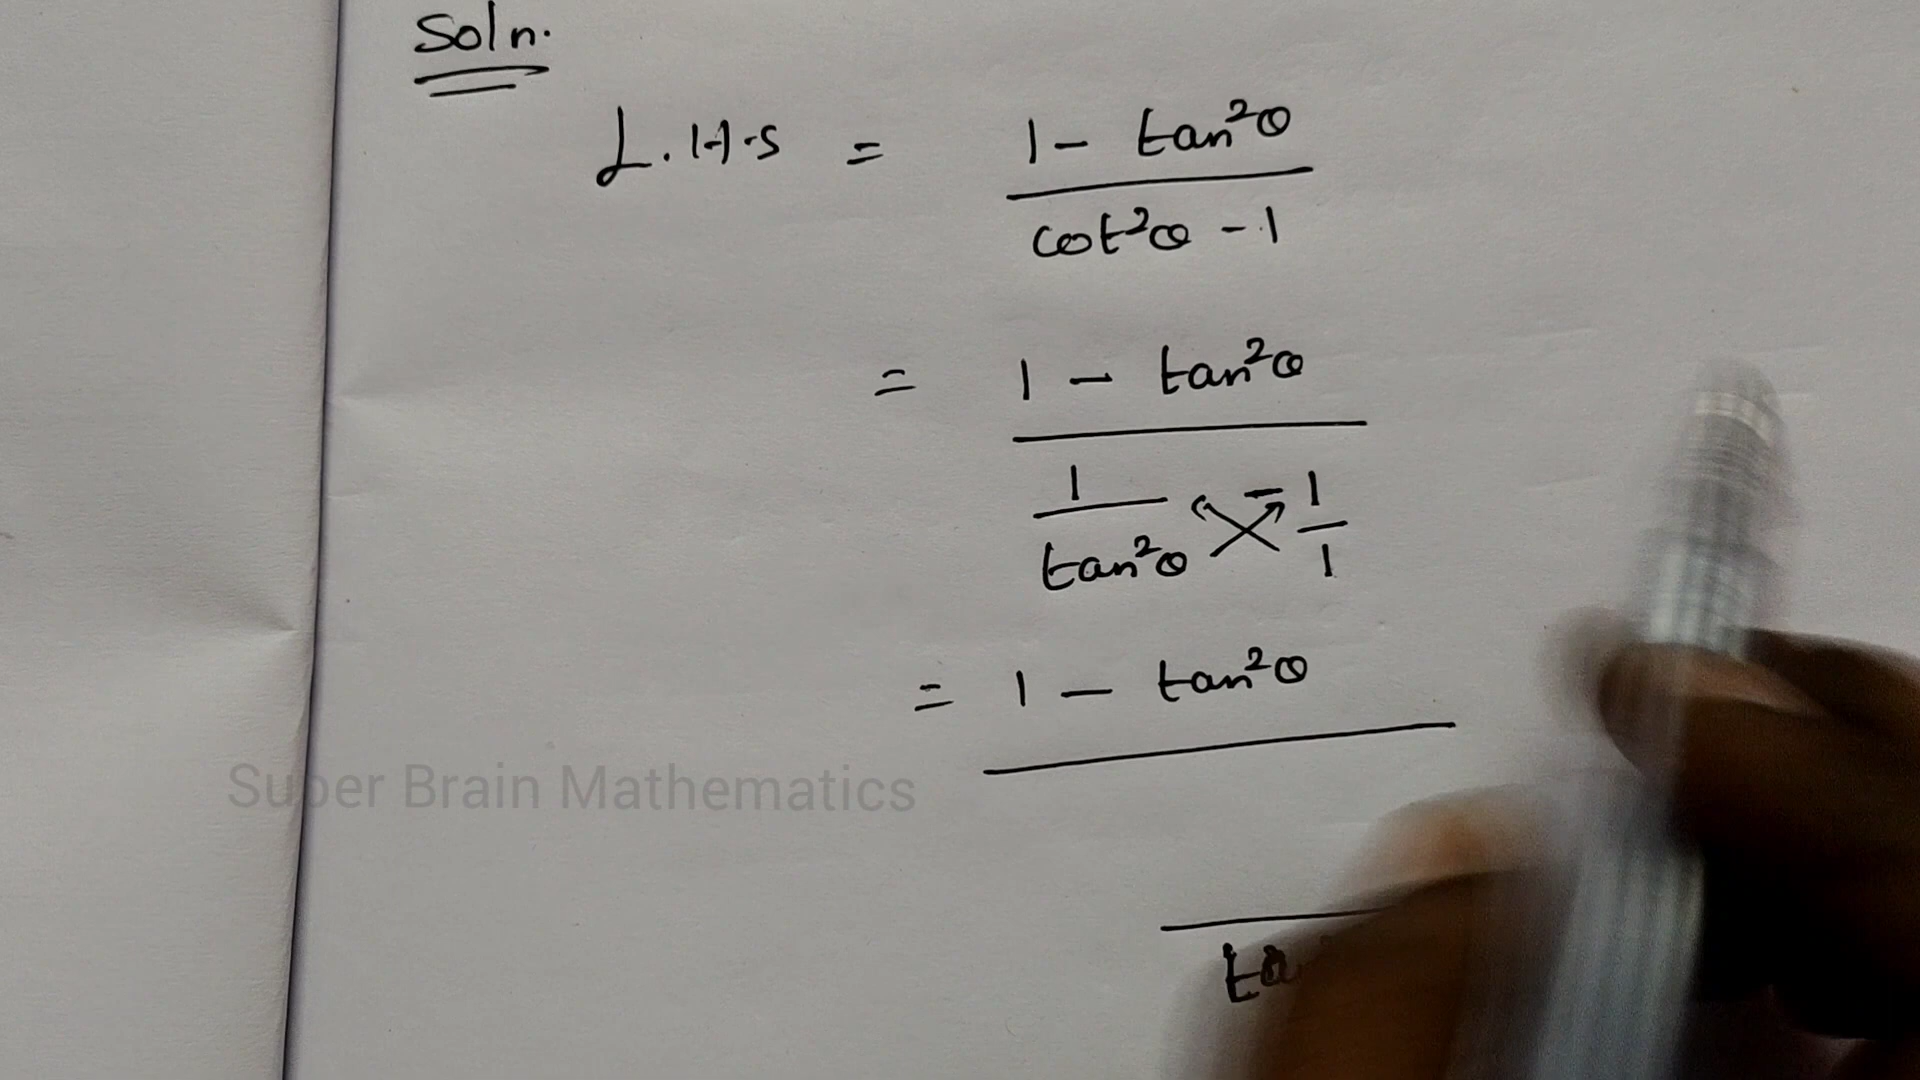 Soln.
L.H.S = 1 - tan²θ
cot²θ - 1
= 1 - tan²θ
1 - 1
tan²θ 1
= 1 - tan²θ
Super Brain Mathematics